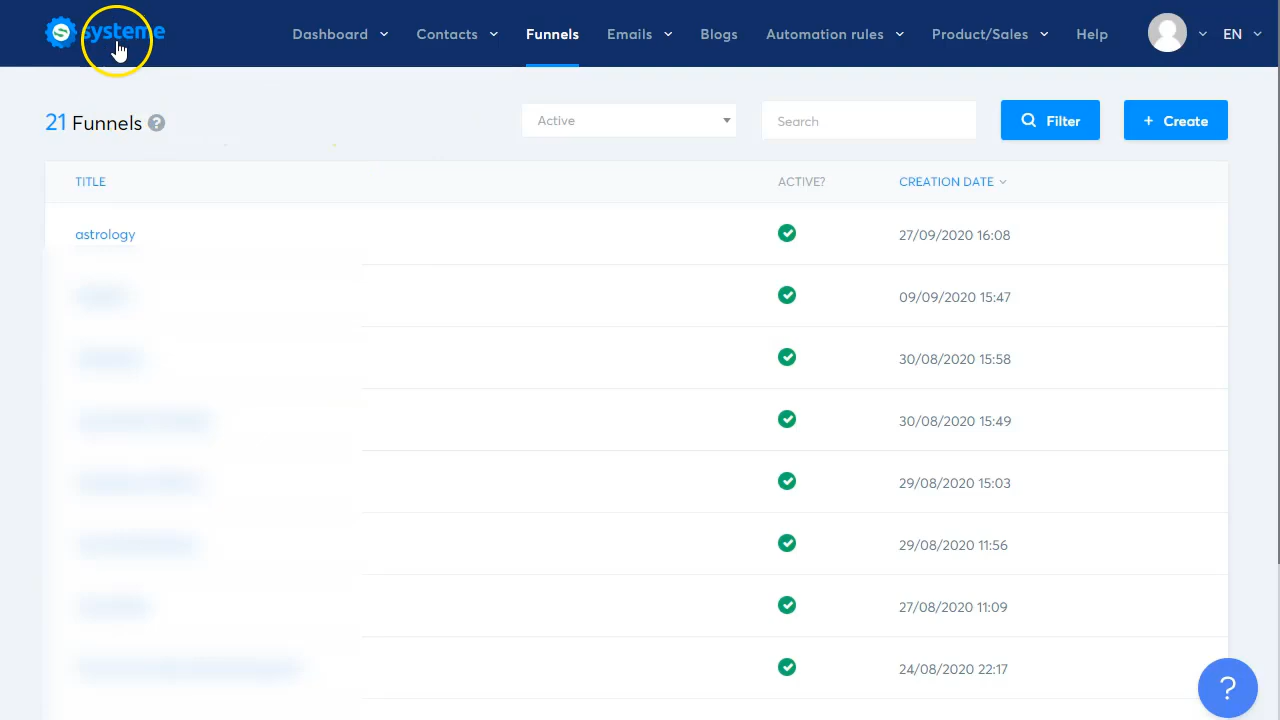 S systeme
Dashboard Contacts Funnels Emails Blogs Automation rules Product/Sales Help EN
21 Funnels ?
Active Search Filter + Create
TITLE ACTIVE? CREATION DATE
astrology 27/09/2020 16:08
09/09/2020 15:47
30/08/2020 15:58
30/08/2020 15:49
29/08/2020 15:03
29/08/2020 11:56
27/08/2020 11:09
24/08/2020 22:17
?